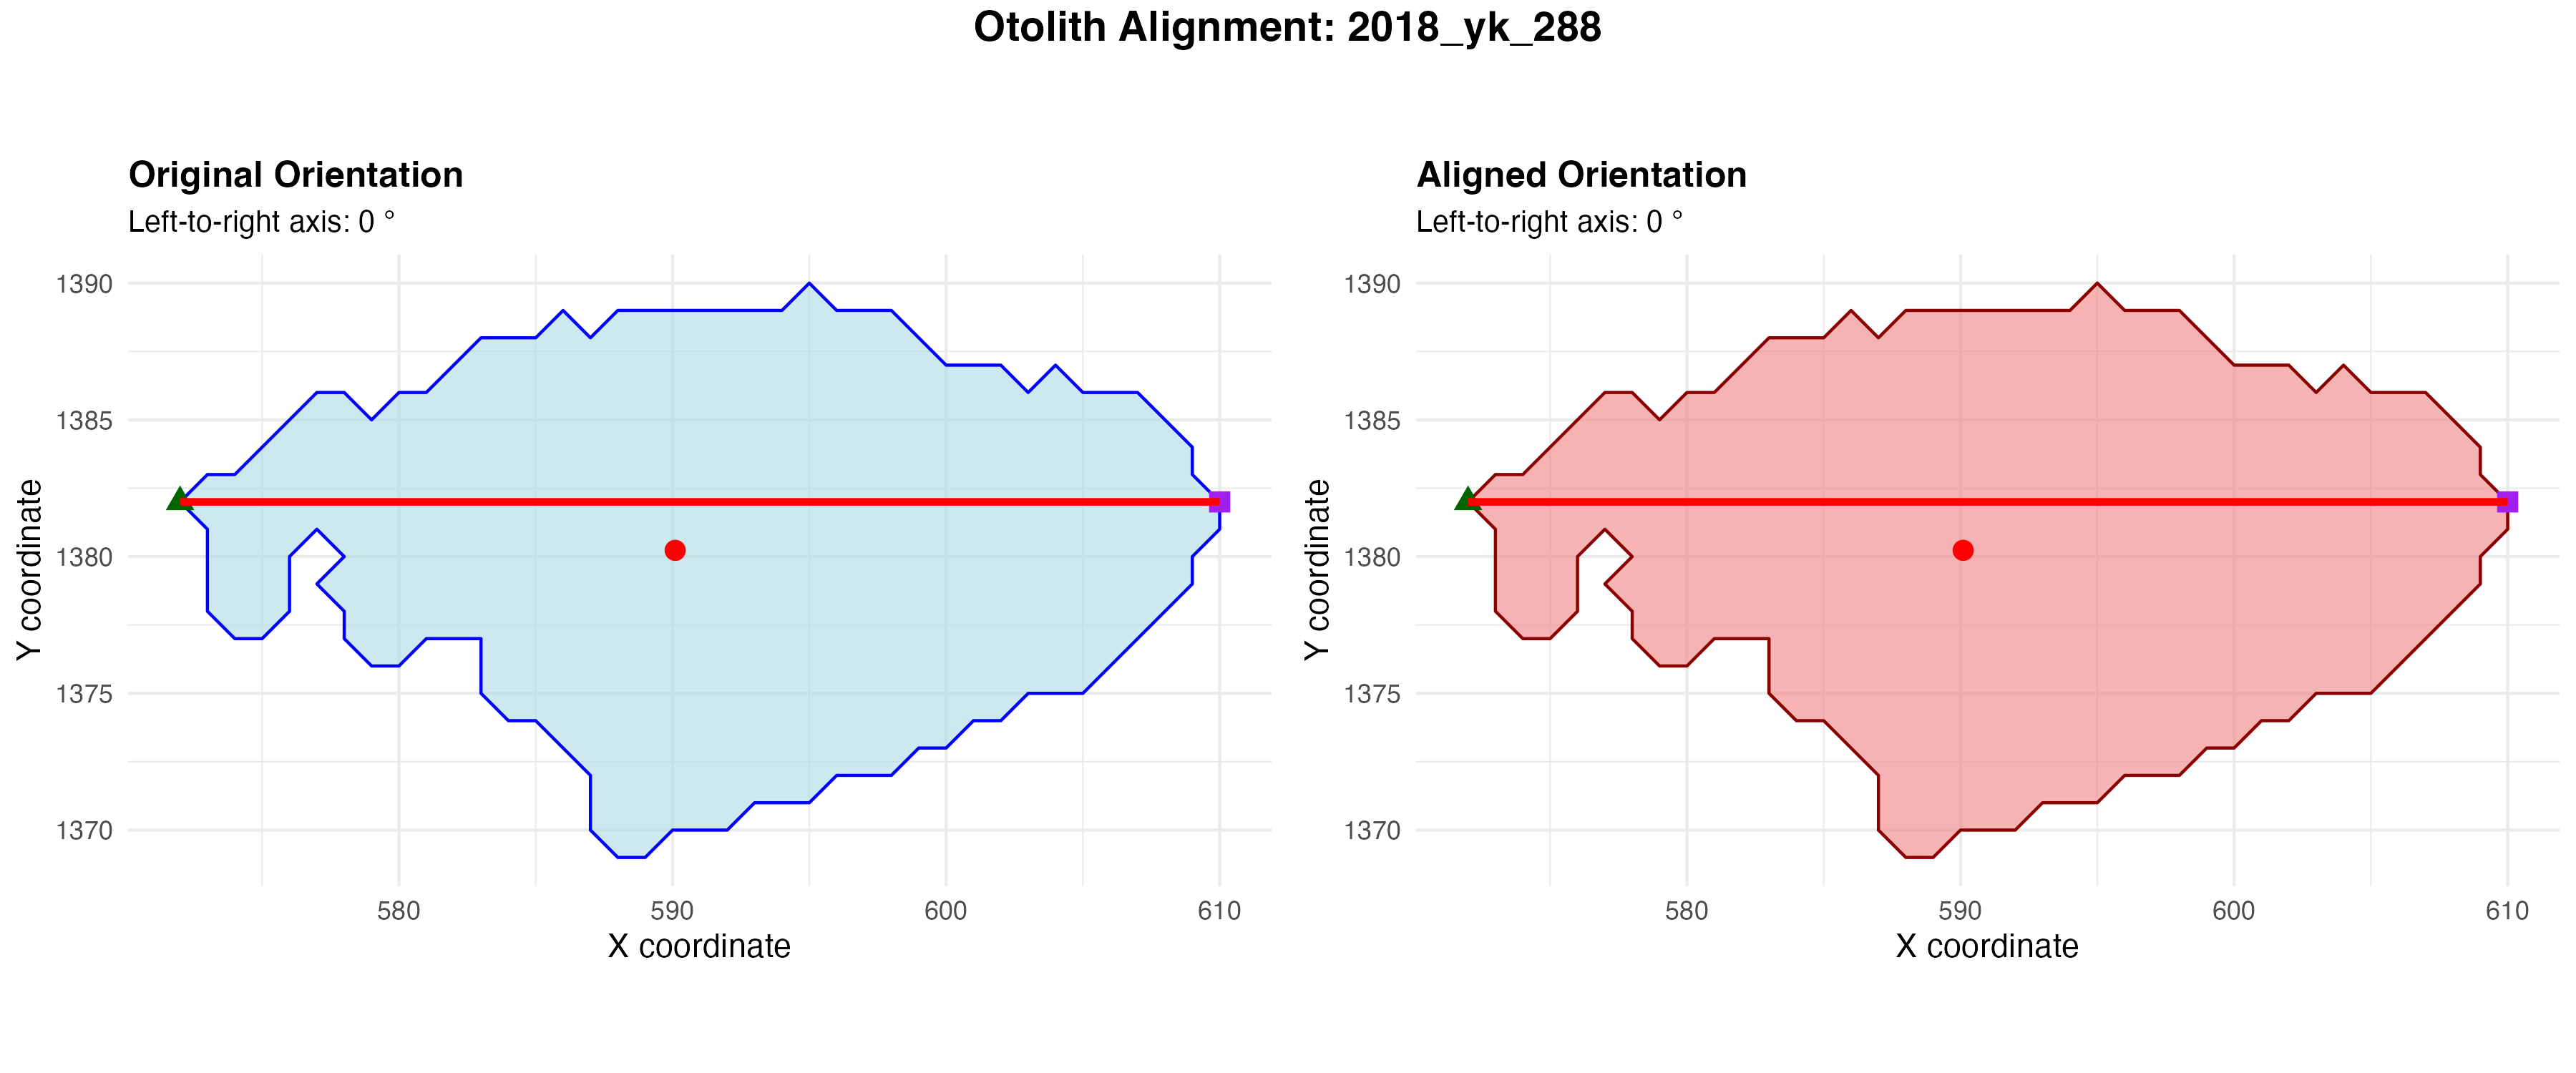 Otolith Alignment: 2018_yk_288
Original Orientation
Left-to-right axis: 0 °
1390
1385
1380
1375
1370
Y coordinate
580
590
600
610
X coordinate
Aligned Orientation
Left-to-right axis: 0 °
1390
1385
1380
1375
1370
Y coordinate
580
590
600
610
X coordinate